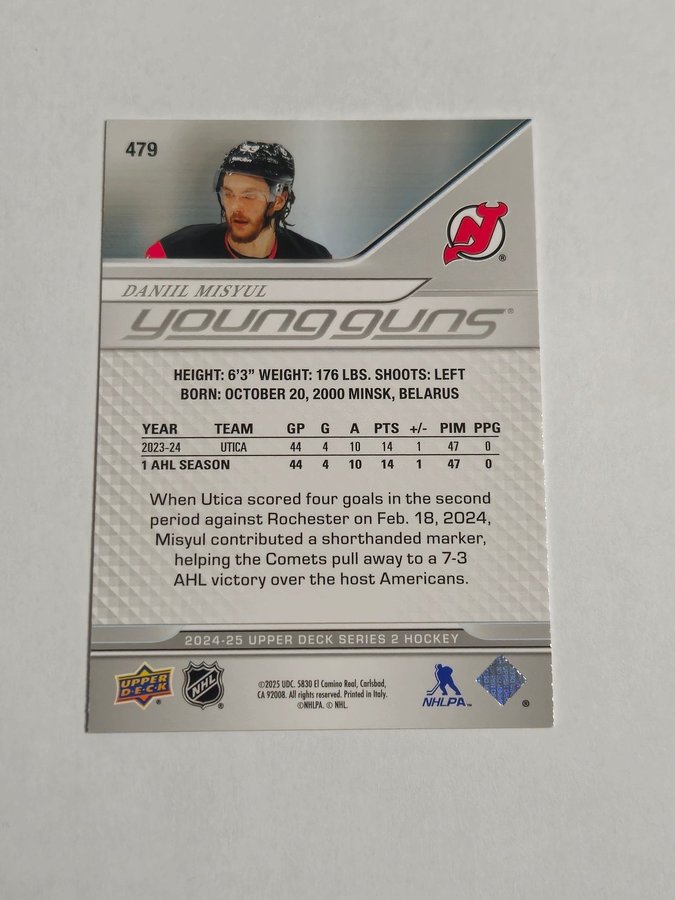 479
®
DANIIL MISYUL
young guns®
HEIGHT: 6'3" WEIGHT: 176 LBS. SHOOTS: LEFT
BORN: OCTOBER 20, 2000 MINSK, BELARUS
YEAR TEAM GP G A PTS +/- PIM PPG
2023-24 UTICA 44 4 10 14 1 47 0
1 AHL SEASON 44 4 10 14 1 47 0
When Utica scored four goals in the second
period against Rochester on Feb. 18, 2024,
Misyul contributed a shorthanded marker,
helping the Comets pull away to a 7-3
AHL victory over the host Americans.
2024-25 UPPER DECK SERIES 2 HOCKEY
UPPER
DECK
NHL
©2025 UDC. 5830 El Camino Real, Carlsbad,
CA 92008. All rights reserved. Printed in Italy.
©NHLPA. © NHL.
NHLPA™
®